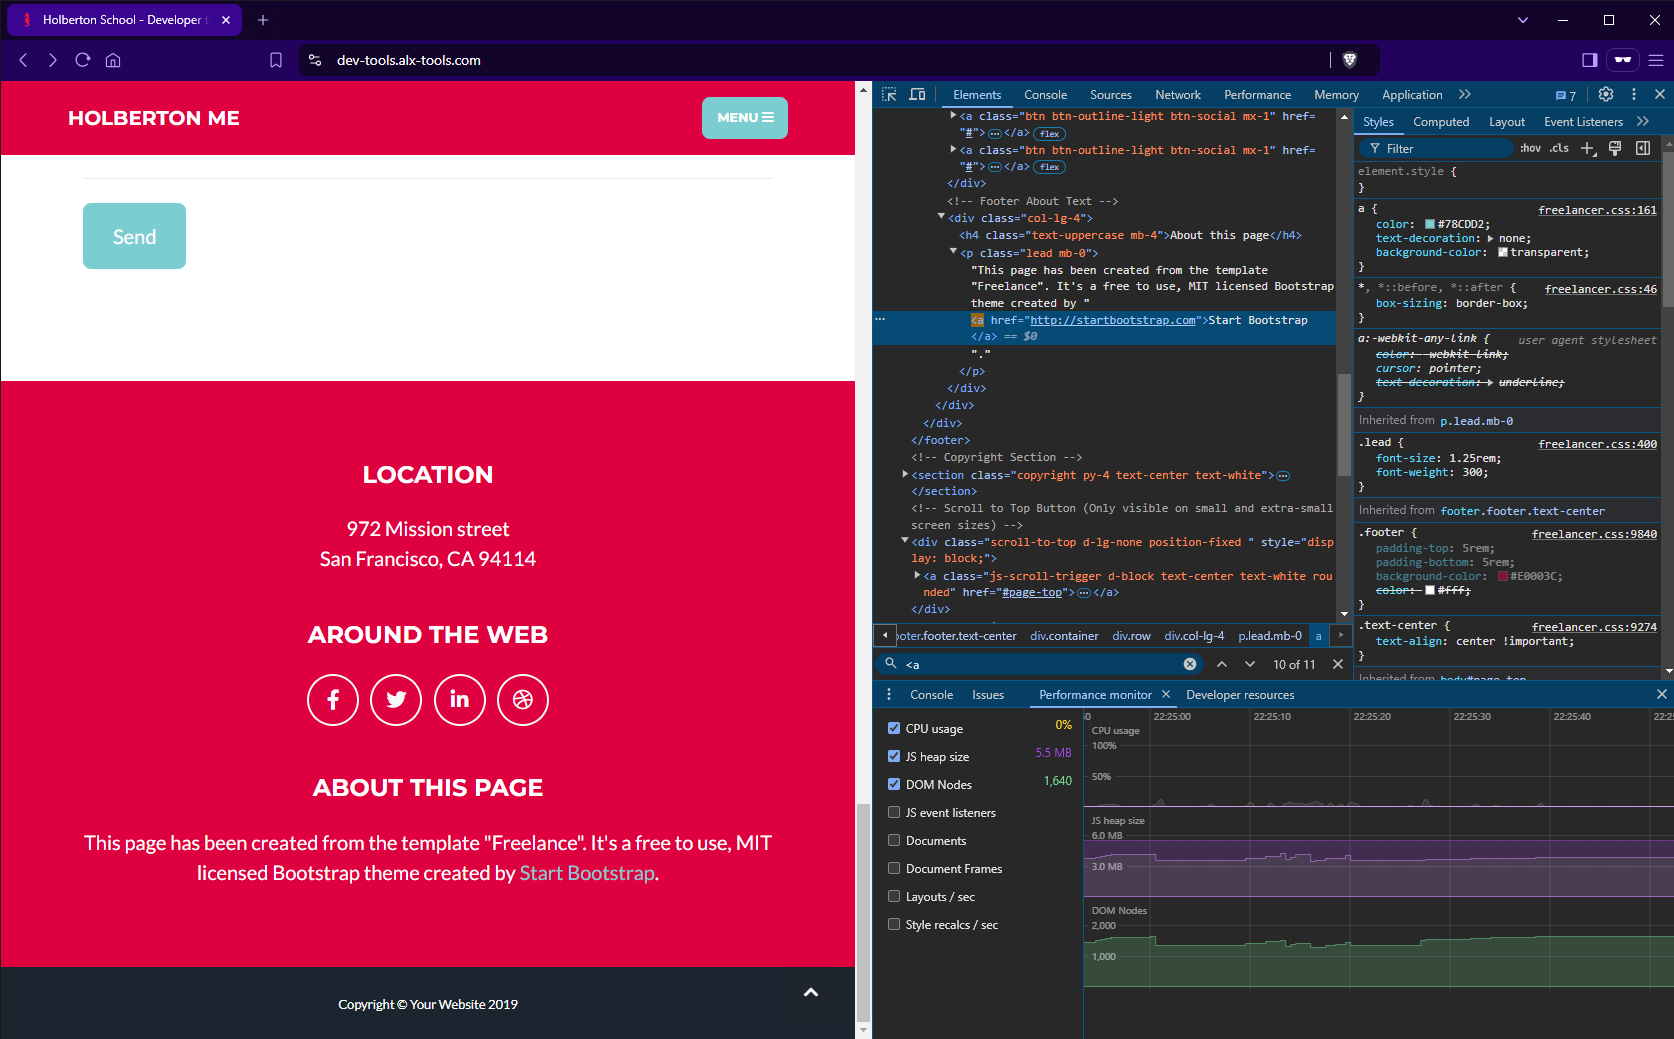 Holberton School - Developer t
dev-tools.alx-tools.com
HOLBERTON ME
MENU
Send
LOCATION
972 Mission street
San Francisco, CA 94114
AROUND THE WEB
ABOUT THIS PAGE
This page has been created from the template "Freelance". It's a free to use, MIT
licensed Bootstrap theme created by Start Bootstrap.
Copyright © Your Website 2019
Elements Console Sources Network Performance Memory Application 7
<a class="btn btn-outline-light btn-social mx-1" href=
"#"> … </a> flex
<a class="btn btn-outline-light btn-social mx-1" href=
"#"> … </a> flex
</div>
<!-- Footer About Text -->
<div class="col-lg-4">
<h4 class="text-uppercase mb-4">About this page</h4>
<p class="lead mb-0">
"This page has been created from the template
"Freelance". It's a free to use, MIT licensed Bootstrap
theme created by "
<a href="http://startbootstrap.com">Start Bootstrap
</a> == $0
"."
</p>
</div>
</div>
</div>
</footer>
<!-- Copyright Section -->
<section class="copyright py-4 text-center text-white"> …
</section>
<!-- Scroll to Top Button (Only visible on small and extra-small
screen sizes) -->
<div class="scroll-to-top d-lg-none position-fixed " style="disp
lay: block;">
<a class="js-scroll-trigger d-block text-center text-white rou
nded" href="#page-top"> … </a>
</div>
ooter.footer.text-center div.container div.row div.col-lg-4 p.lead.mb-0 a
<a 10 of 11
Styles Computed Layout Event Listeners
Filter :hov .cls
element.style {
}
a { freelancer.css:161
color: #78CDD2;
text-decoration: none;
background-color: transparent;
}
*, *::before, *::after { freelancer.css:46
box-sizing: border-box;
}
a:-webkit-any-link { user agent stylesheet
color: -webkit-link;
cursor: pointer;
text-decoration: underline;
}
Inherited from p.lead.mb-0
.lead { freelancer.css:400
font-size: 1.25rem;
font-weight: 300;
}
Inherited from footer.footer.text-center
.footer { freelancer.css:9840
padding-top: 5rem;
padding-bottom: 5rem;
background-color: #E0003C;
color: #fff;
}
.text-center { freelancer.css:9274
text-align: center !important;
}
Inherited from body#page-top
Console Issues Performance monitor Developer resources
CPU usage 0%
JS heap size 5.5 MB
DOM Nodes 1,640
JS event listeners
Documents
Document Frames
Layouts / sec
Style recalcs / sec
22:25:00 22:25:10 22:25:20 22:25:30 22:25:40 22:25
CPU usage
100%
50%
JS heap size
6.0 MB
3.0 MB
DOM Nodes
2,000
1,000